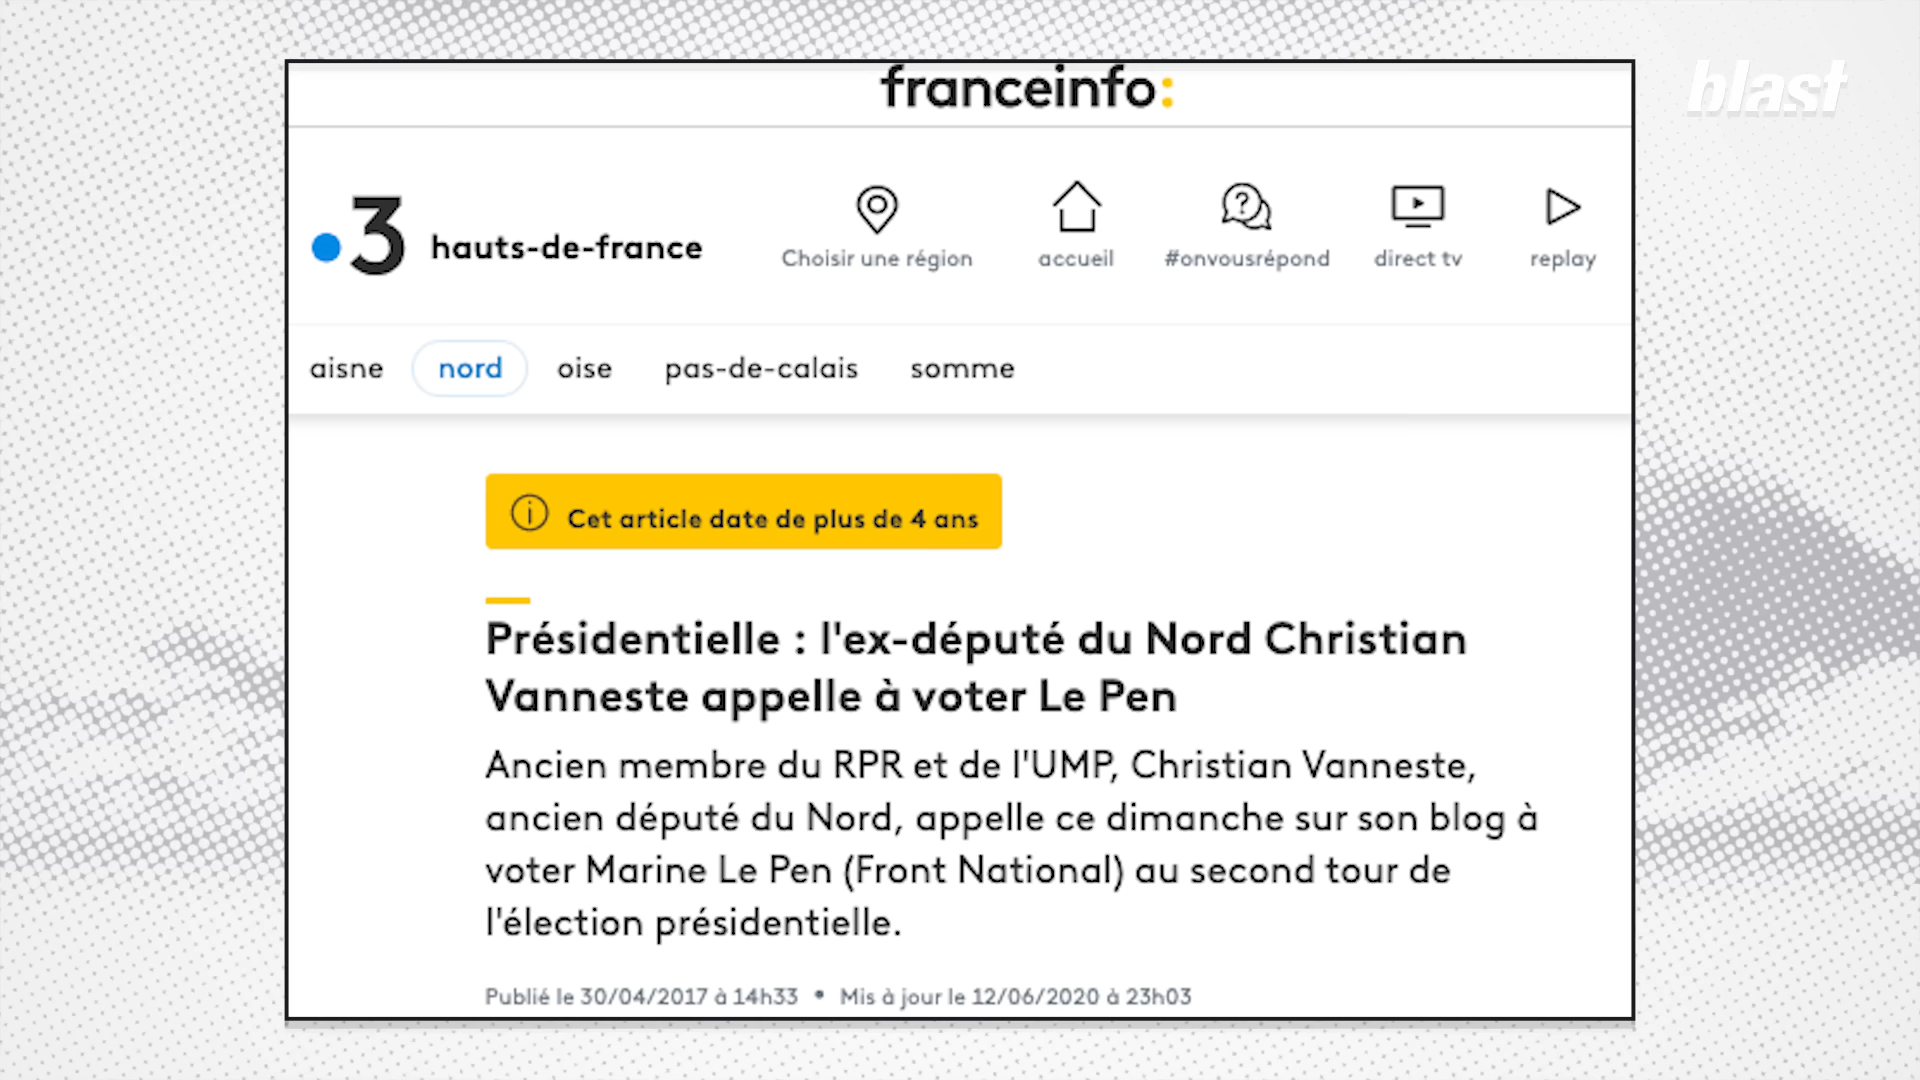 franceinfo:
blast
3 hauts-de-france
Choisir une région
accueil
#onvousrépond
direct tv
replay
aisne nord oise pas-de-calais somme
Cet article date de plus de 4 ans
Présidentielle : l'ex-député du Nord Christian
Vanneste appelle à voter Le Pen
Ancien membre du RPR et de l'UMP, Christian Vanneste,
ancien député du Nord, appelle ce dimanche sur son blog à
voter Marine Le Pen (Front National) au second tour de
l'élection présidentielle.
Publié le 30/04/2017 à 14h33 • Mis à jour le 12/06/2020 à 23h03